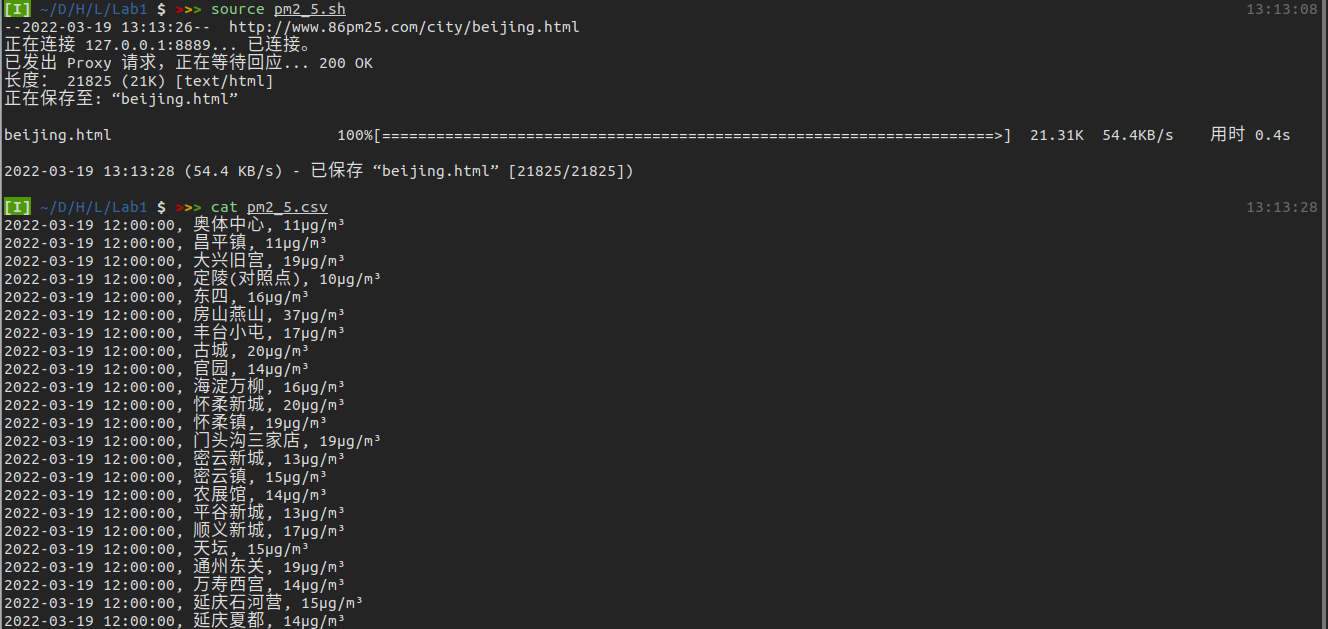 [I] ~/D/H/L/Lab1 $ >>> source pm2_5.sh 13:13:08
--2022-03-19 13:13:26--  http://www.86pm25.com/city/beijing.html
正在连接 127.0.0.1:8889... 已连接。
已发出 Proxy 请求，正在等待回应... 200 OK
长度： 21825 (21K) [text/html]
正在保存至: “beijing.html”
beijing.html 100%[====================================================================>] 21.31K 54.4KB/s 用时 0.4s
2022-03-19 13:13:28 (54.4 KB/s) - 已保存 “beijing.html” [21825/21825])
[I] ~/D/H/L/Lab1 $ >>> cat pm2_5.csv 13:13:28
2022-03-19 12:00:00, 奥体中心, 11μg/m³
2022-03-19 12:00:00, 昌平镇, 11μg/m³
2022-03-19 12:00:00, 大兴旧宫, 19μg/m³
2022-03-19 12:00:00, 定陵(对照点), 10μg/m³
2022-03-19 12:00:00, 东四, 16μg/m³
2022-03-19 12:00:00, 房山燕山, 37μg/m³
2022-03-19 12:00:00, 丰台小屯, 17μg/m³
2022-03-19 12:00:00, 古城, 20μg/m³
2022-03-19 12:00:00, 官园, 14μg/m³
2022-03-19 12:00:00, 海淀万柳, 16μg/m³
2022-03-19 12:00:00, 怀柔新城, 20μg/m³
2022-03-19 12:00:00, 怀柔镇, 19μg/m³
2022-03-19 12:00:00, 门头沟三家店, 19μg/m³
2022-03-19 12:00:00, 密云新城, 13μg/m³
2022-03-19 12:00:00, 密云镇, 15μg/m³
2022-03-19 12:00:00, 农展馆, 14μg/m³
2022-03-19 12:00:00, 平谷新城, 13μg/m³
2022-03-19 12:00:00, 顺义新城, 17μg/m³
2022-03-19 12:00:00, 天坛, 15μg/m³
2022-03-19 12:00:00, 通州东关, 19μg/m³
2022-03-19 12:00:00, 万寿西宫, 14μg/m³
2022-03-19 12:00:00, 延庆石河营, 15μg/m³
2022-03-19 12:00:00, 延庆夏都, 14μg/m³